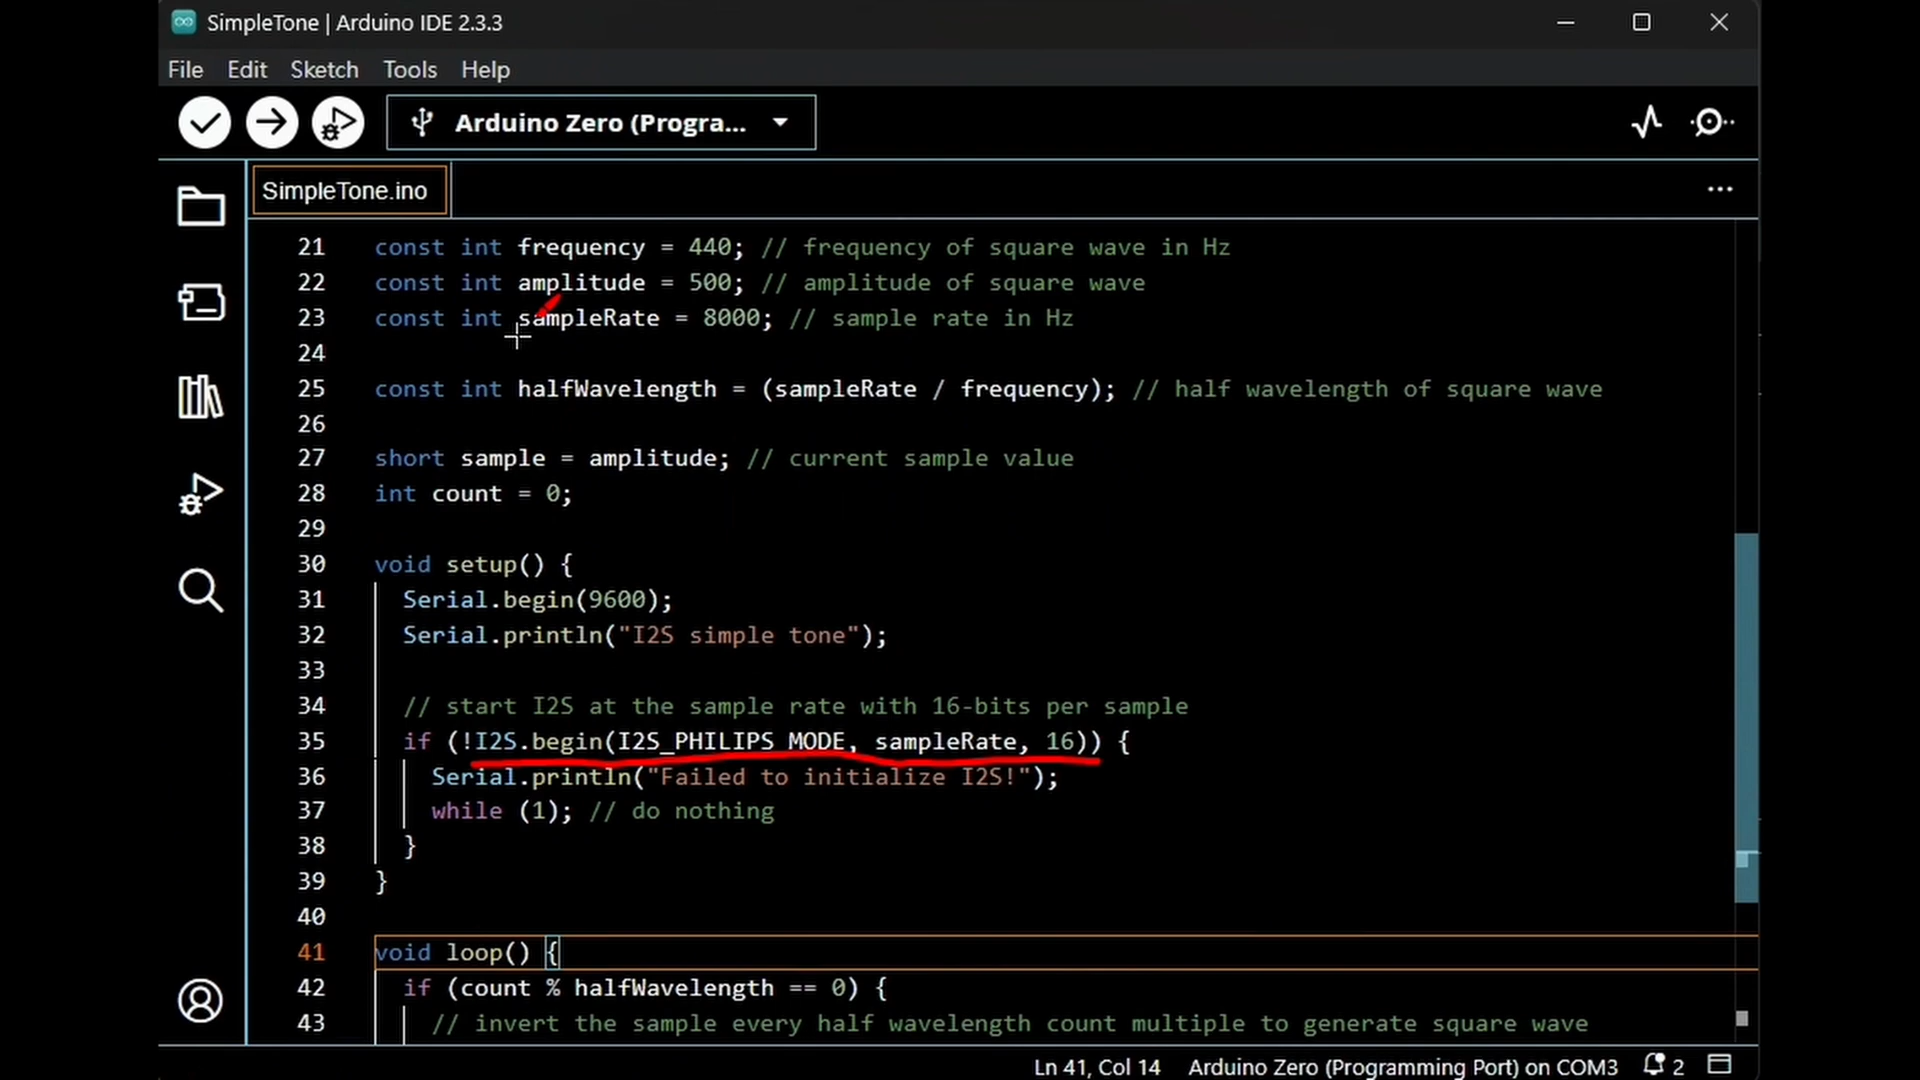 SimpleTone | Arduino IDE 2.3.3
File Edit Sketch Tools Help
Arduino Zero (Progra...
SimpleTone.ino
21 const int frequency = 440; // frequency of square wave in Hz
22 const int amplitude = 500; // amplitude of square wave
23 const int sampleRate = 8000; // sample rate in Hz
24
25 const int halfWavelength = (sampleRate / frequency); // half wavelength of square wave
26
27 short sample = amplitude; // current sample value
28 int count = 0;
29
30 void setup() {
31 Serial.begin(9600);
32 Serial.println("I2S simple tone");
33
34 // start I2S at the sample rate with 16-bits per sample
35 if (!I2S.begin(I2S_PHILIPS_MODE, sampleRate, 16)) {
36 Serial.println("Failed to initialize I2S!");
37 while (1); // do nothing
38 }
39 }
40
41 void loop() {
42 if (count % halfWavelength == 0) {
43 // invert the sample every half wavelength count multiple to generate square wave
Ln 41, Col 14 Arduino Zero (Programming Port) on COM3 2